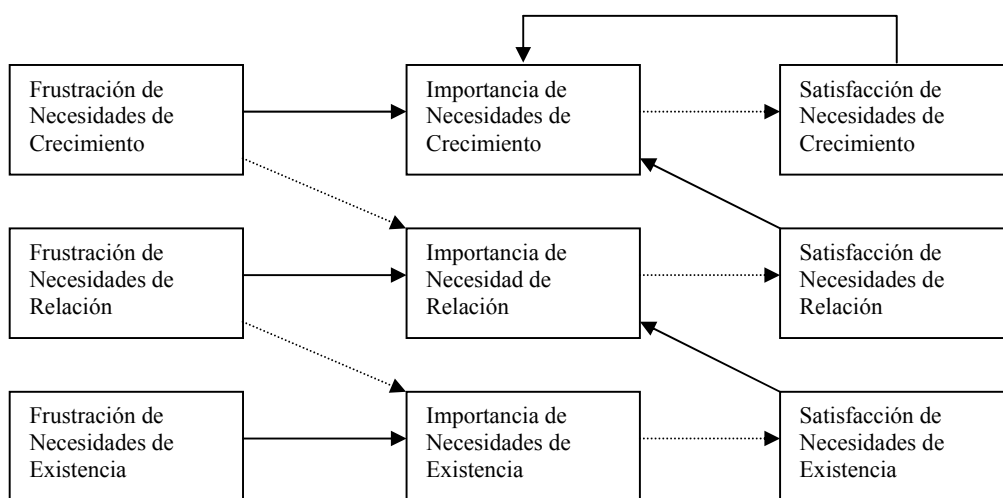 Frustración de
Necesidades de
Crecimiento
Importancia de
Necesidades de
Crecimiento
Satisfacción de
Necesidades de
Crecimiento
Frustración de
Necesidades de
Relación
Importancia de
Necesidad de
Relación
Satisfacción de
Necesidades de
Relación
Frustración de
Necesidades de
Existencia
Importancia de
Necesidades de
Existencia
Satisfacción de
Necesidades de
Existencia